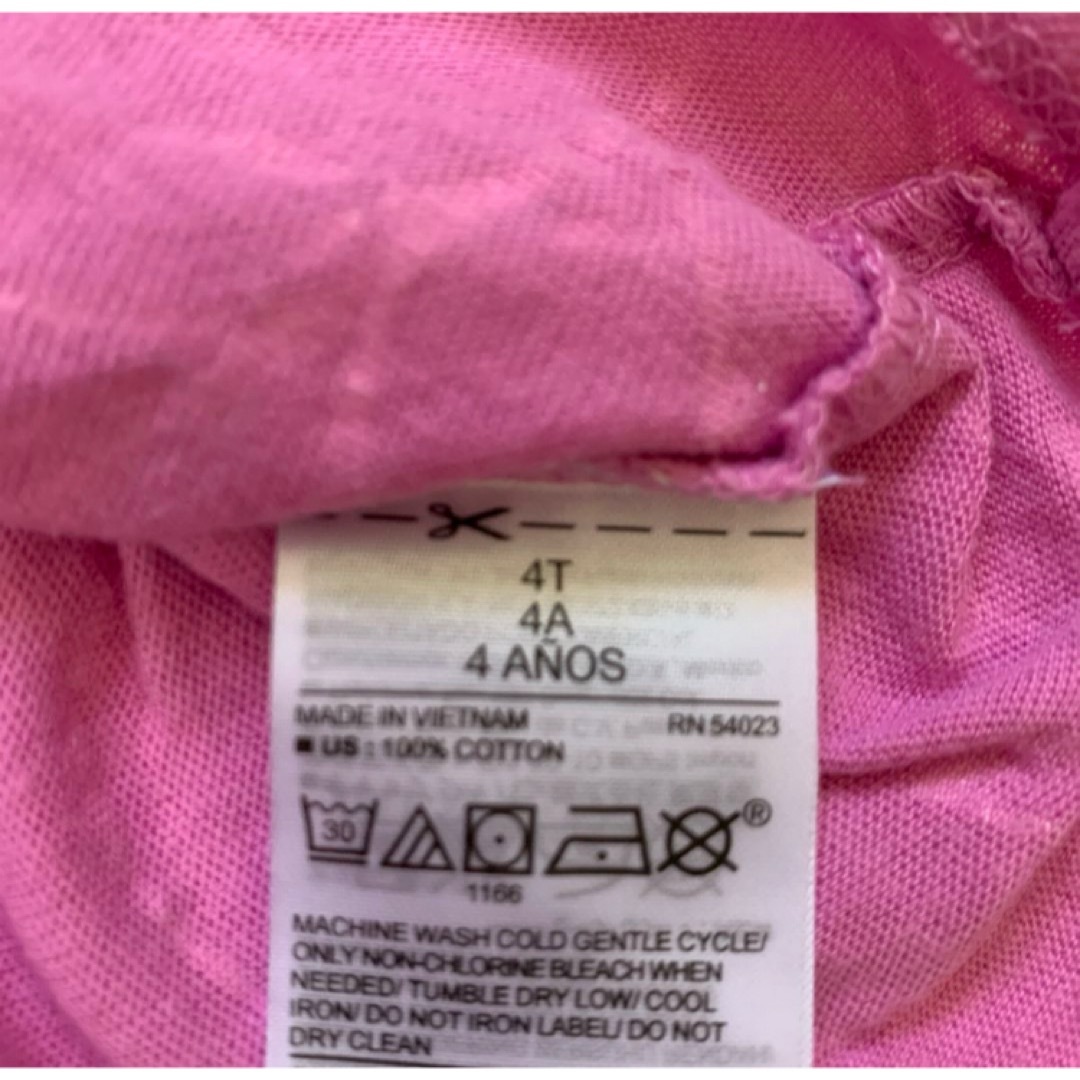 4T
4A
4 AÑOS
MADE IN VIETNAM RN 54023
US : 100% COTTON
30 ®
1166
MACHINE WASH COLD GENTLE CYCLE/
ONLY NON-CHLORINE BLEACH WHEN
NEEDED/ TUMBLE DRY LOW/ COOL
IRON/ DO NOT IRON LABEL/ DO NOT
DRY CLEAN